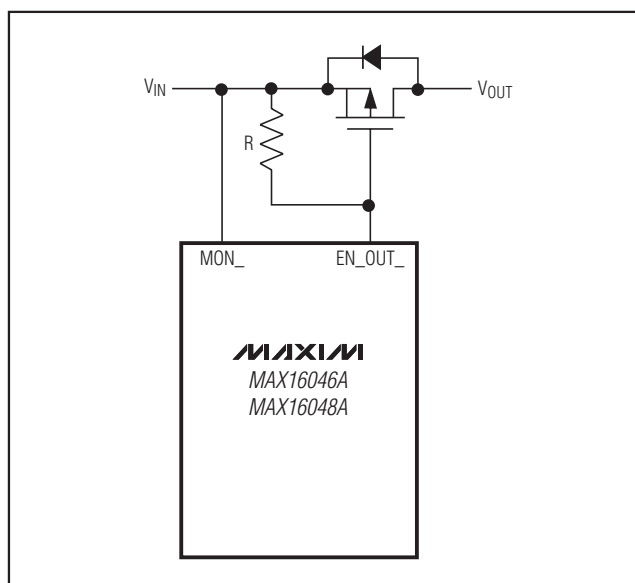 VIN
VOUT
R
MON_ EN_OUT_
MAXIM
MAX16046A
MAX16048A